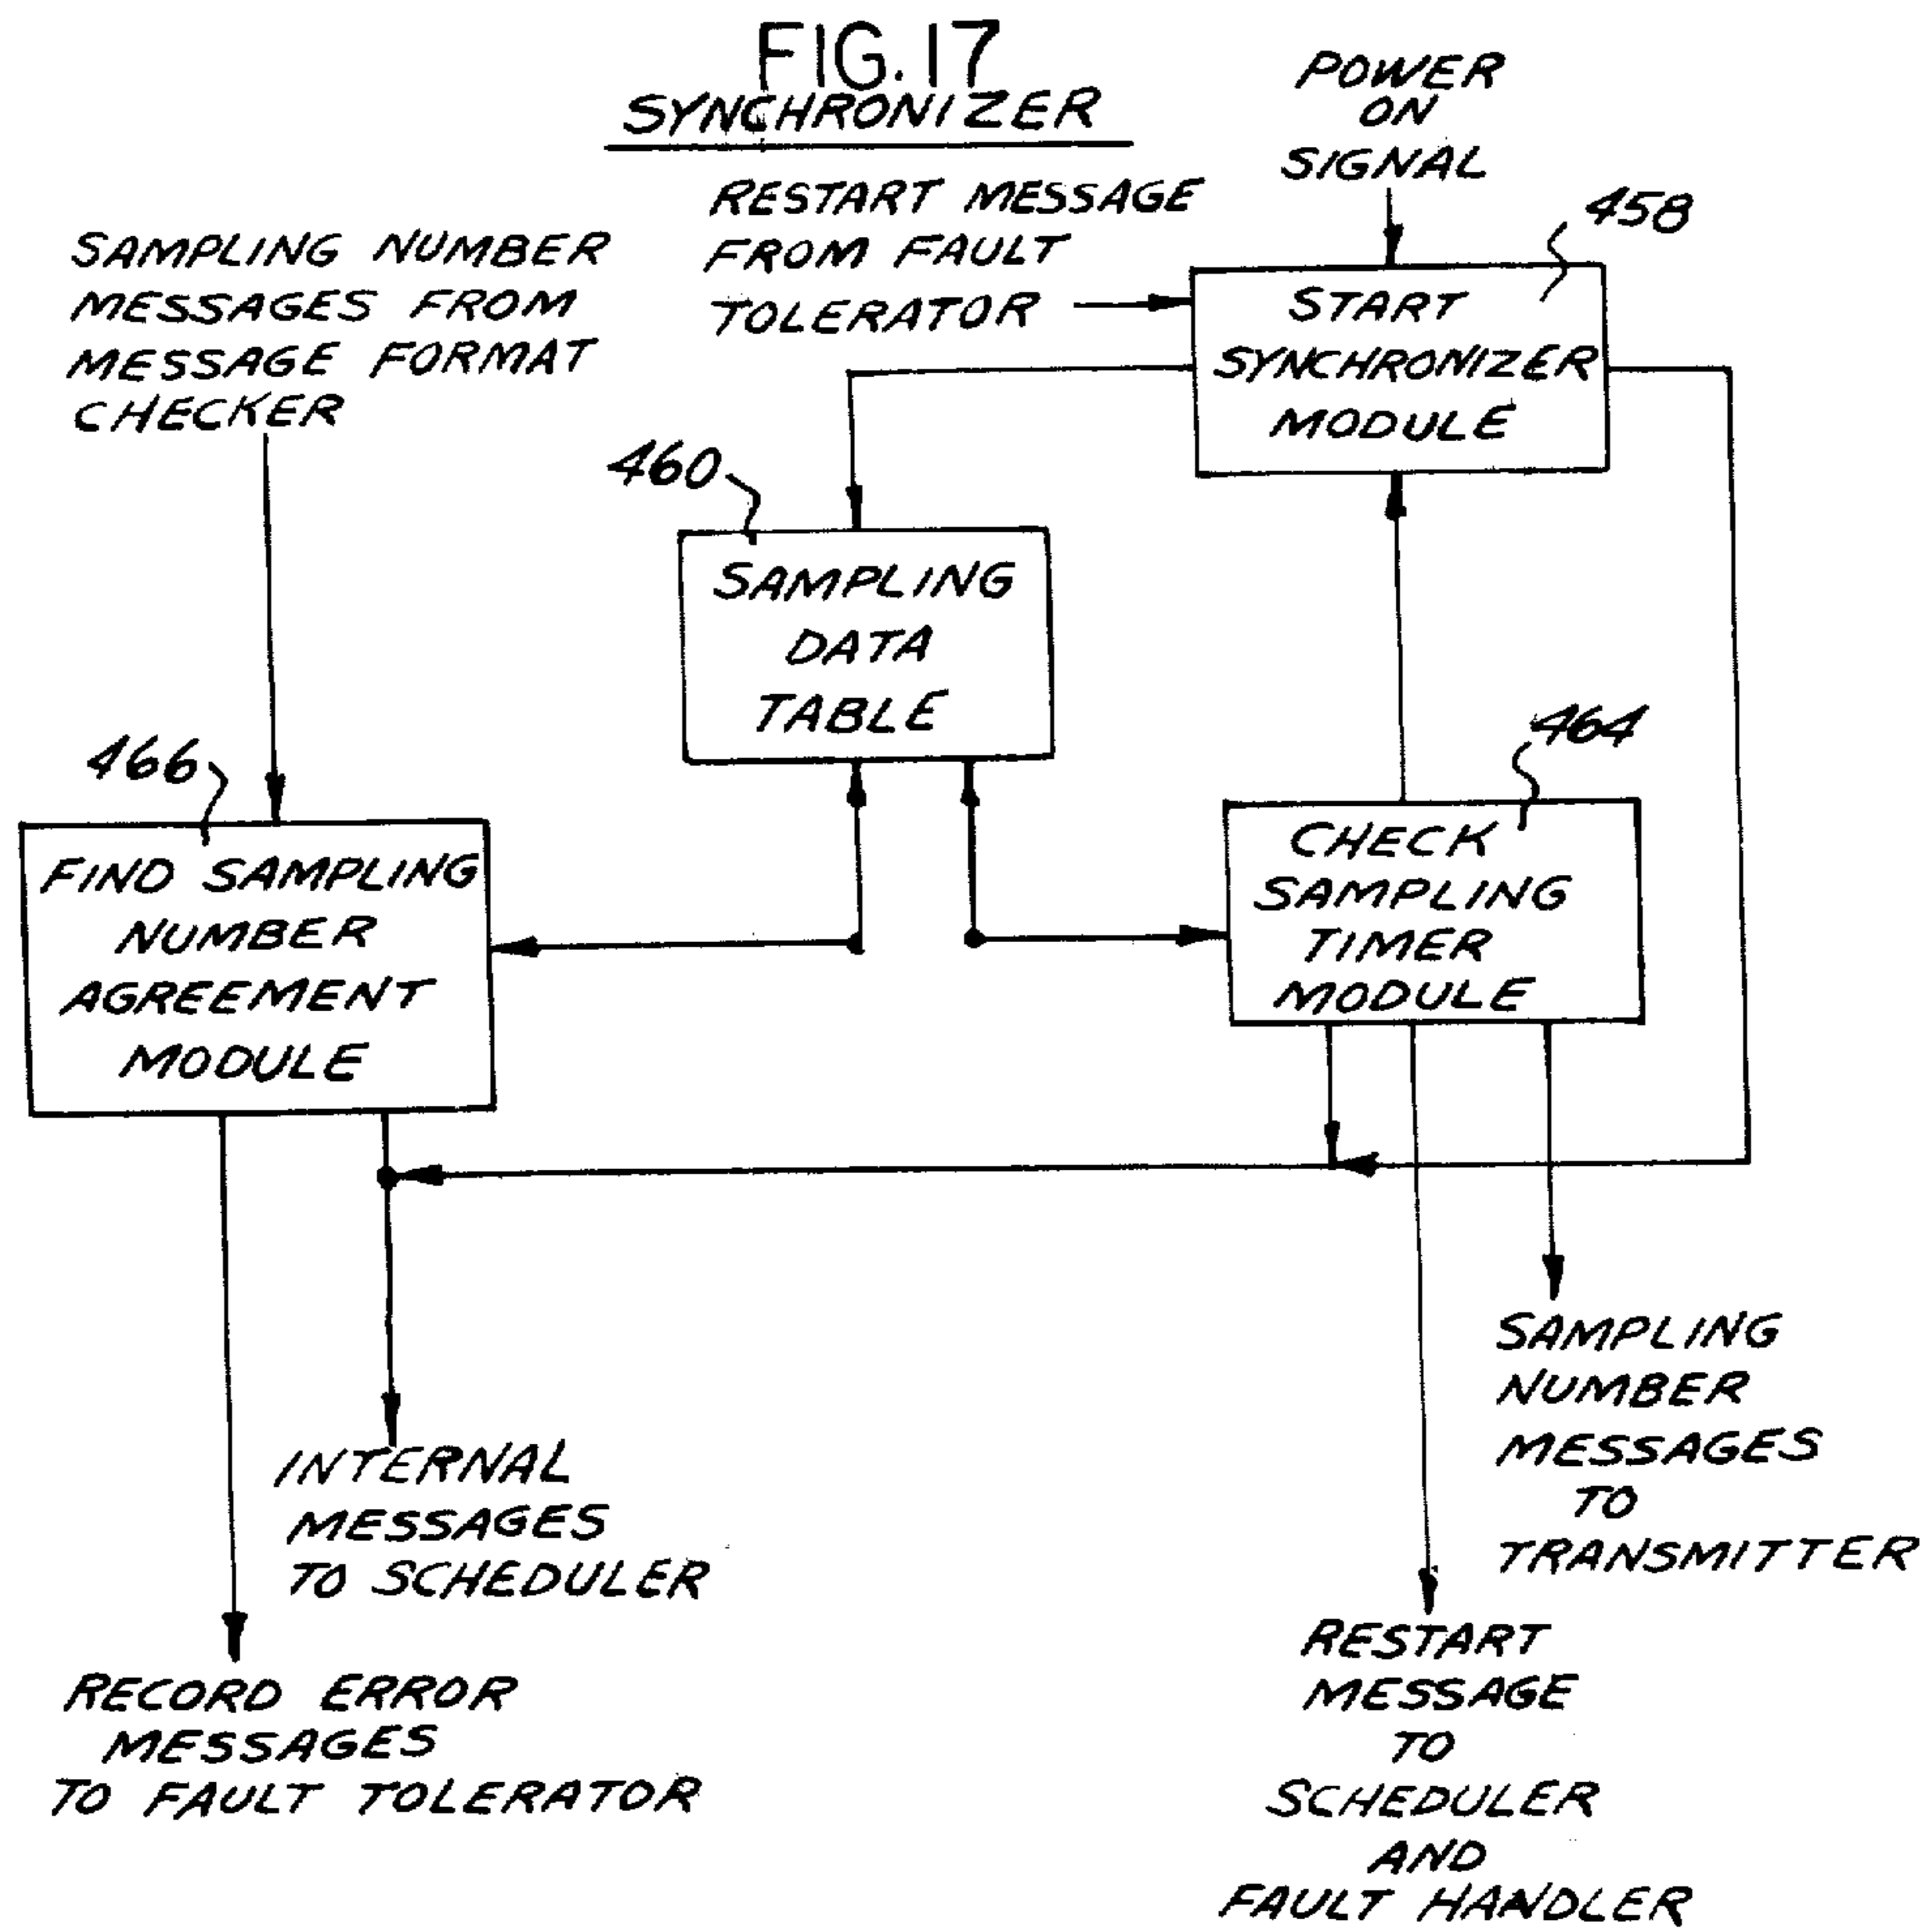 FIG. 17
SYNCHRONIZER
POWER
ON
SIGNAL
RESTART MESSAGE
FROM FAULT
TOLERATOR
SAMPLING NUMBER
MESSAGES FROM
MESSAGE FORMAT
CHECKER
458
START
SYNCHRONIZER
MODULE
460
SAMPLING
DATA
TABLE
466
FIND SAMPLING
NUMBER
AGREEMENT
MODULE
464
CHECK
SAMPLING
TIMER
MODULE
INTERNAL
MESSAGES
TO SCHEDULER
RECORD ERROR
MESSAGES
TO FAULT TOLERATOR
SAMPLING
NUMBER
MESSAGES
TO
TRANSMITTER
RESTART
MESSAGE
TO
SCHEDULER
AND
FAULT HANDLER